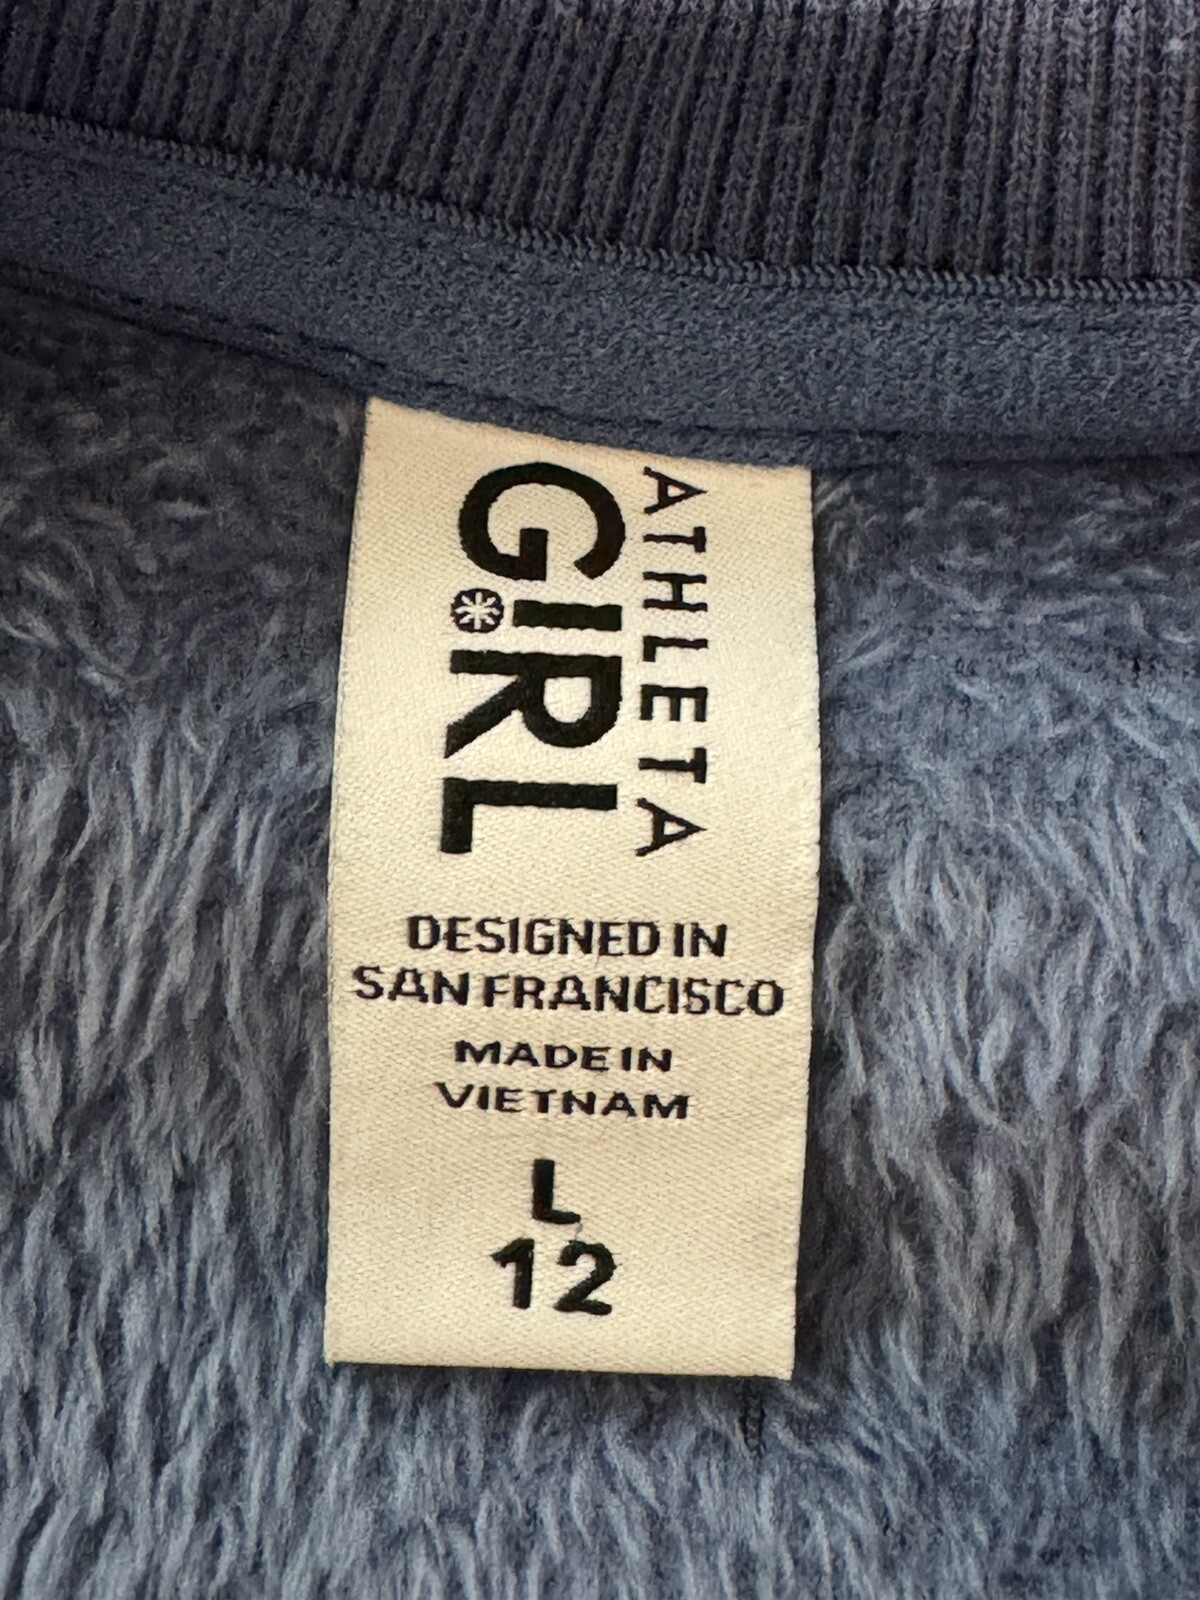 ATHLETA
GIRL
DESIGNED IN
SAN FRANCISCO
MADE IN
VIETNAM
L
12